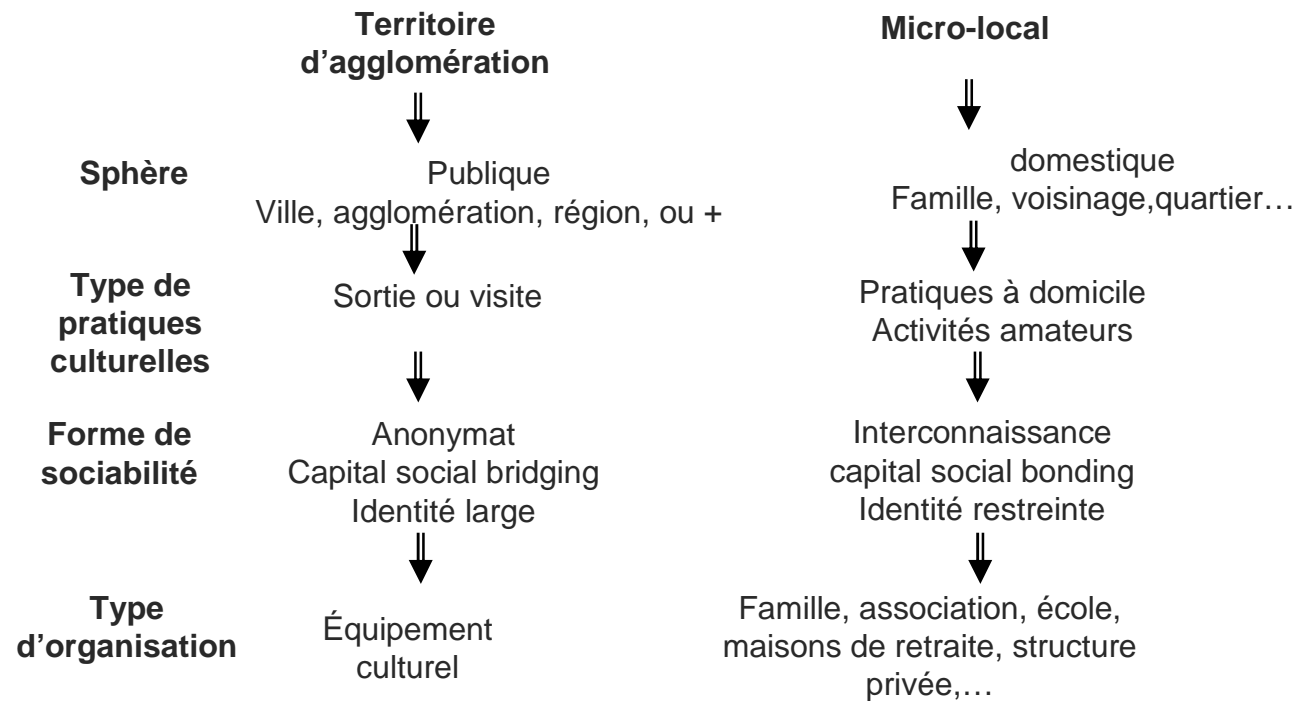 Territoire
d’agglomération
Micro-local
Sphère
Publique
Ville, agglomération, région, ou +
domestique
Famille, voisinage,quartier…
Type de
pratiques
culturelles
Sortie ou visite
Pratiques à domicile
Activités amateurs
Forme de
sociabilité
Anonymat
Capital social bridging
Identité large
Interconnaissance
capital social bonding
Identité restreinte
Type
d’organisation
Équipement
culturel
Famille, association, école,
maisons de retraite, structure
privée,…